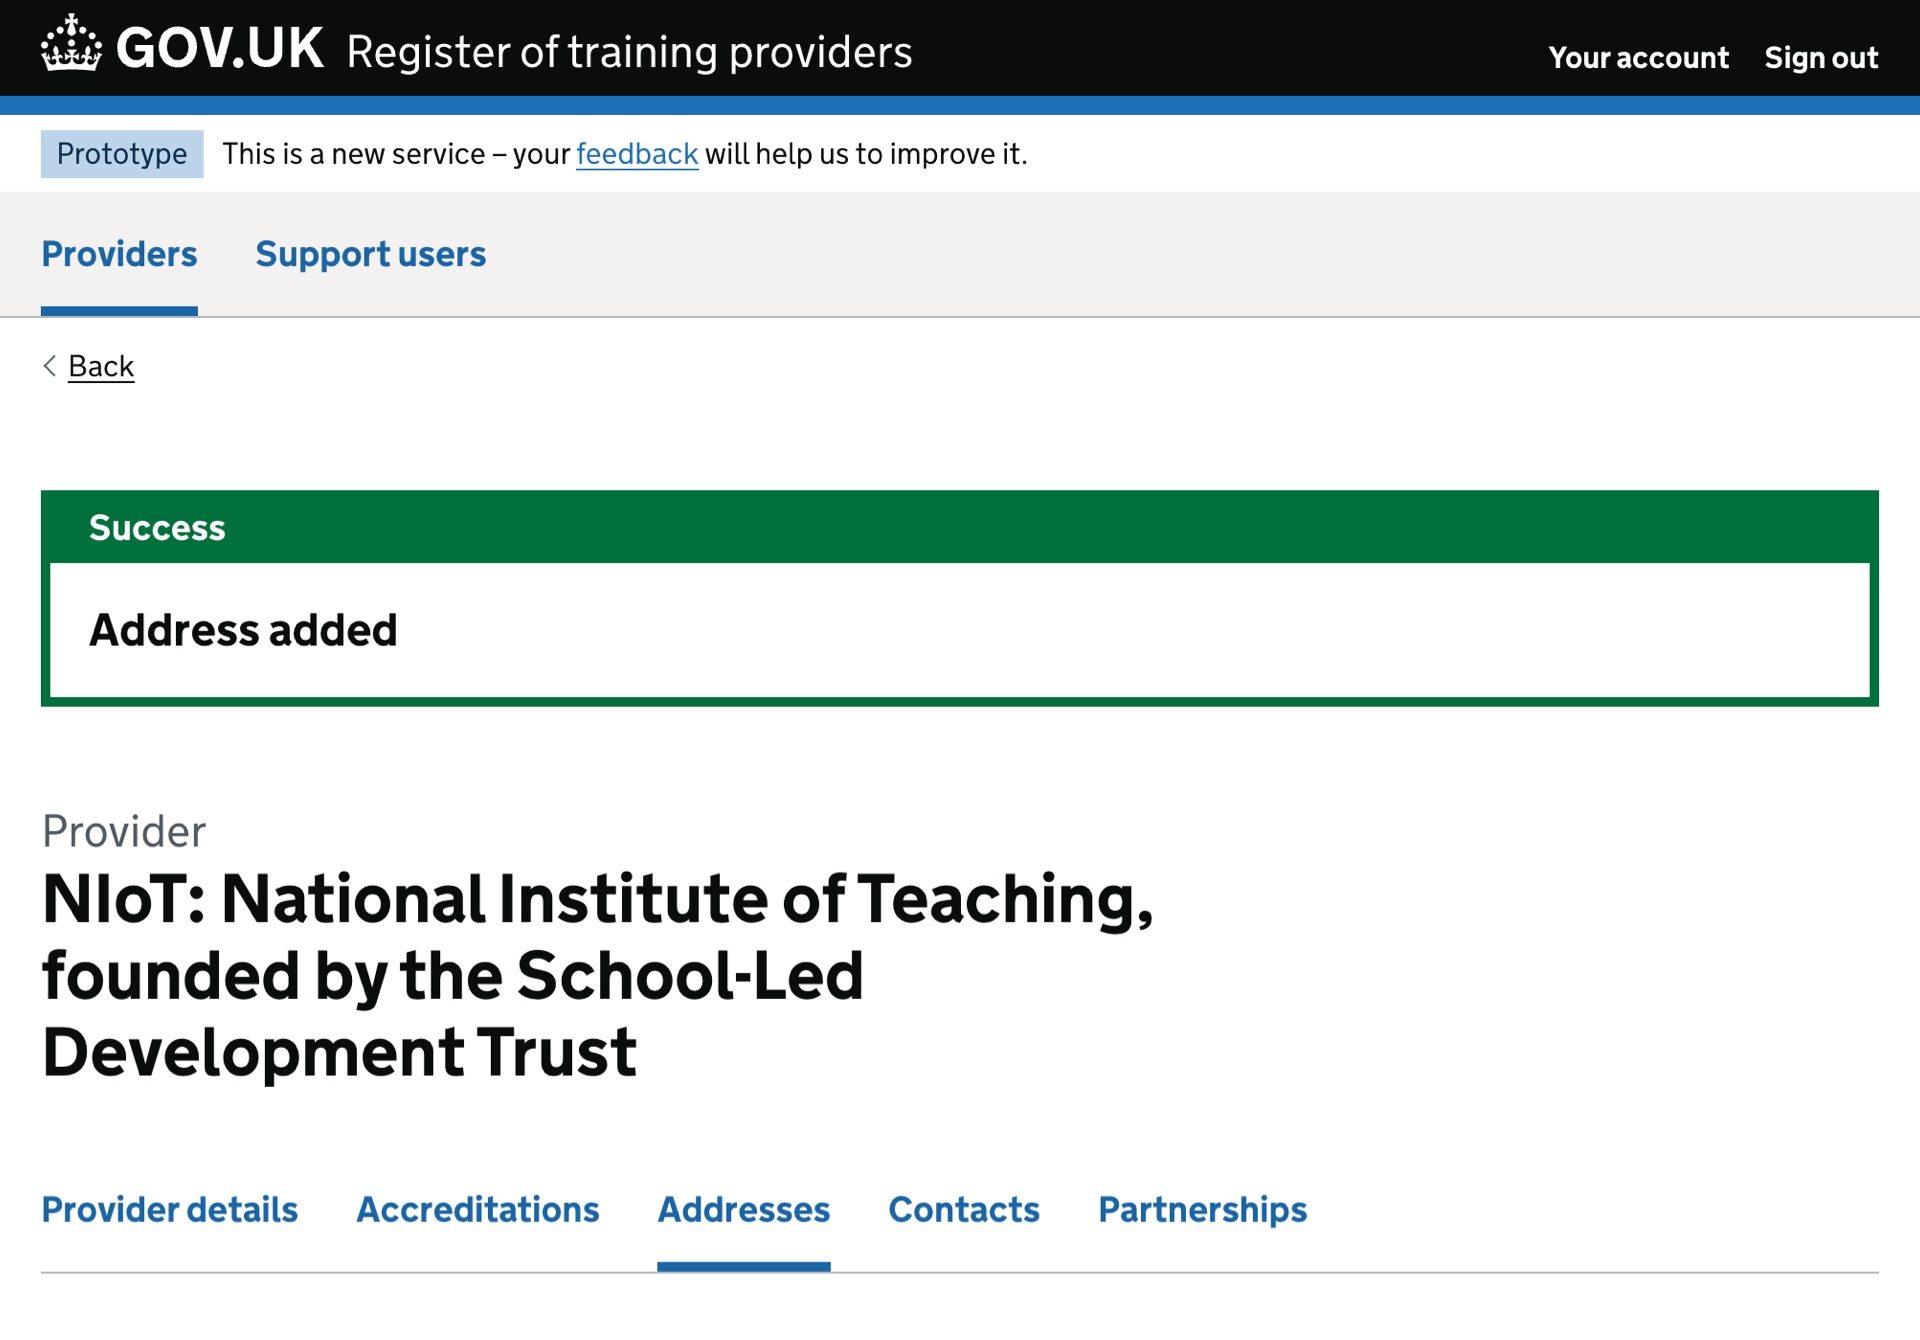 GOV.UK Register of training providers Your account Sign out
Prototype This is a new service – your feedback will help us to improve it.
Providers Support users
Back
Success
Address added
Provider
NIoT: National Institute of Teaching,
founded by the School-Led
Development Trust
Provider details Accreditations Addresses Contacts Partnerships